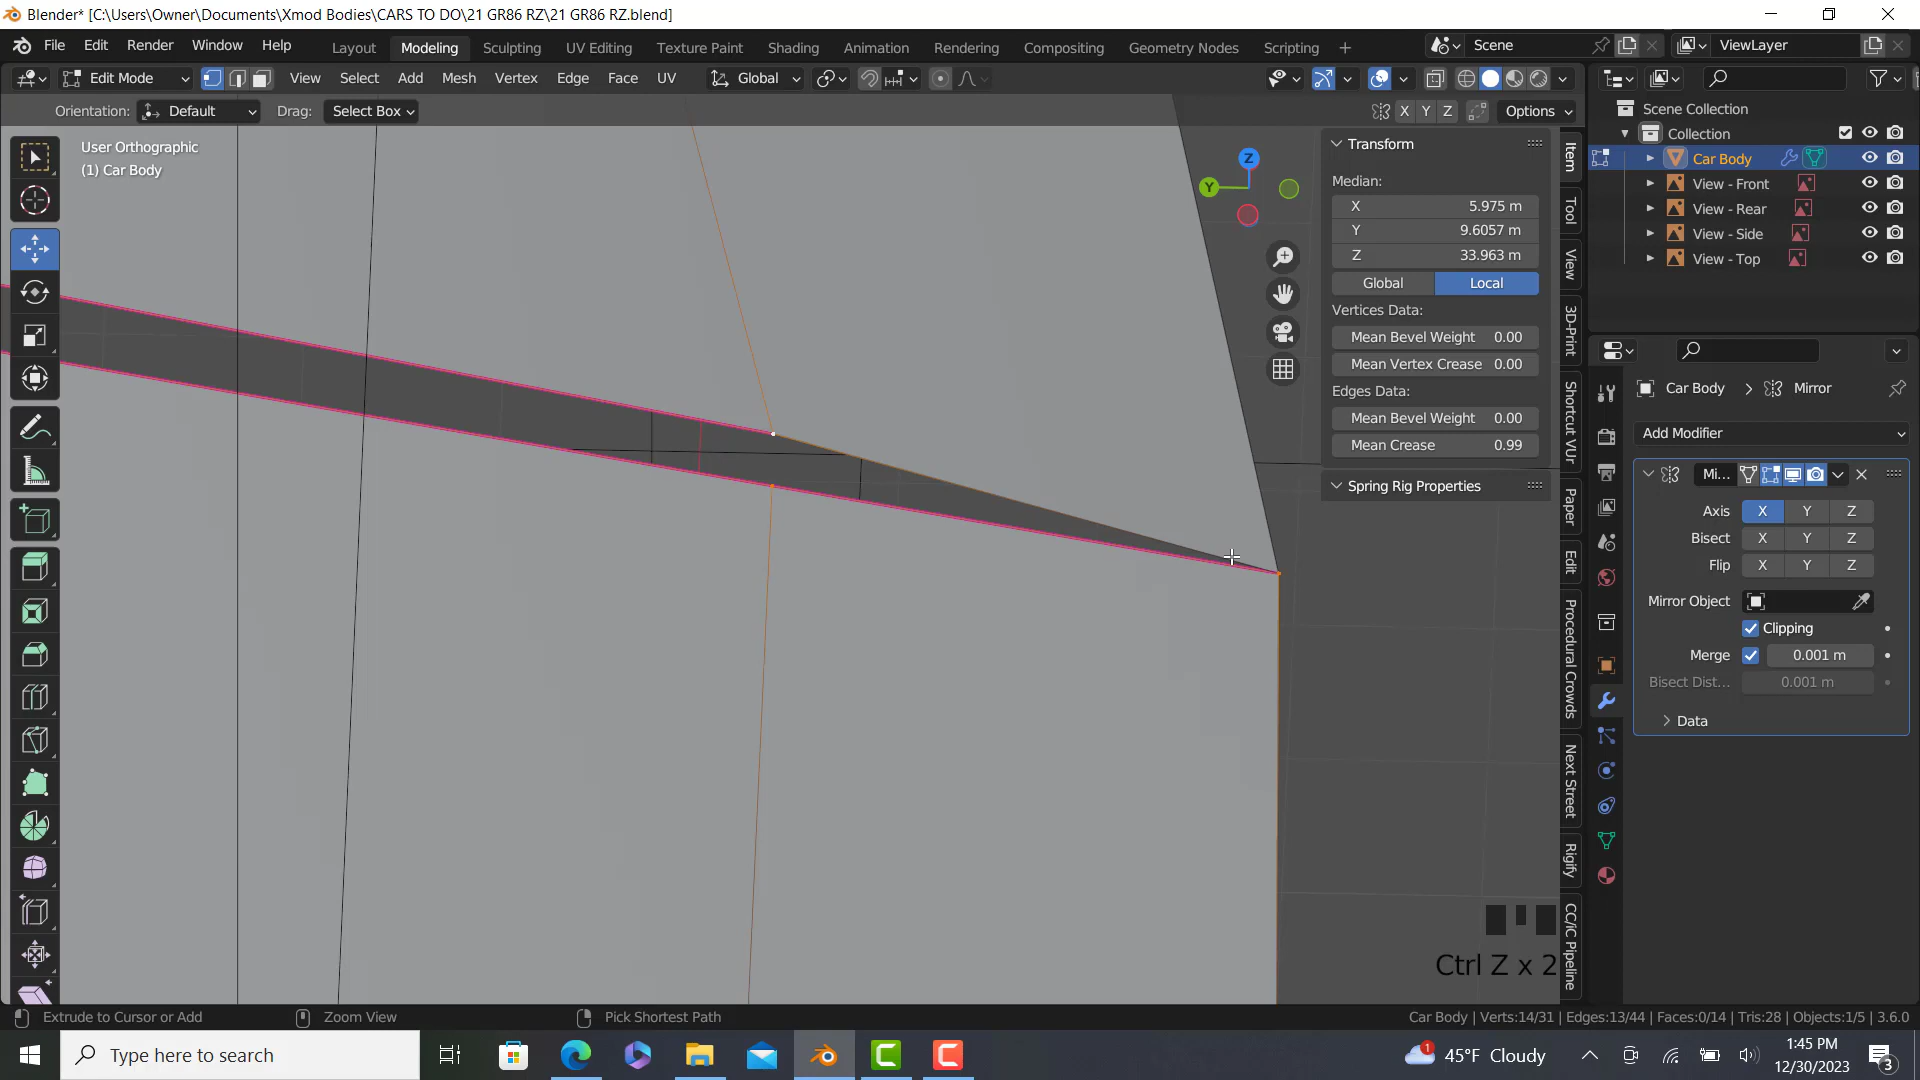 Blender* [C:\Users\Owner\Documents\Xmod Bodies\CARS TO DO\21 GR86 RZ\21 GR86 RZ.blend]
File Edit Render Window Help Layout Modeling Sculpting UV Editing Texture Paint Shading Animation Rendering Compositing Geometry Nodes Scripting + Scene ViewLayer
Edit Mode View Select Add Mesh Vertex Edge Face UV Global
Orientation: Default Drag: Select Box X Y Z Options
User Orthographic
(1) Car Body
Z
Y
Transform
Median:
X 5.975 m
Y 9.6057 m
Z 33.963 m
Global Local
Vertices Data:
Mean Bevel Weight 0.00
Mean Vertex Crease 0.00
Edges Data:
Mean Bevel Weight 0.00
Mean Crease 0.99
Spring Rig Properties
Item
Tool
View
3D-Print
Shortcut VUr
Paper
Edit
Procedural Crowds
Next Street
Rigify
CC/iC Pipeline
Scene Collection
Collection
Car Body
View - Front
View - Rear
View - Side
View - Top
Car Body > Mirror
Add Modifier
Mi...
Axis X Y Z
Bisect X Y Z
Flip X Y Z
Mirror Object
Clipping
Merge 0.001 m
Bisect Dist... 0.001 m
Data
Ctrl Z x 2
Extrude to Cursor or Add Zoom View Pick Shortest Path Car Body | Verts:14/31 | Edges:13/44 | Faces:0/14 | Tris:28 | Objects:1/5 | 3.6.0
Type here to search 1 45°F Cloudy 1:45 PM
12/30/2023 3